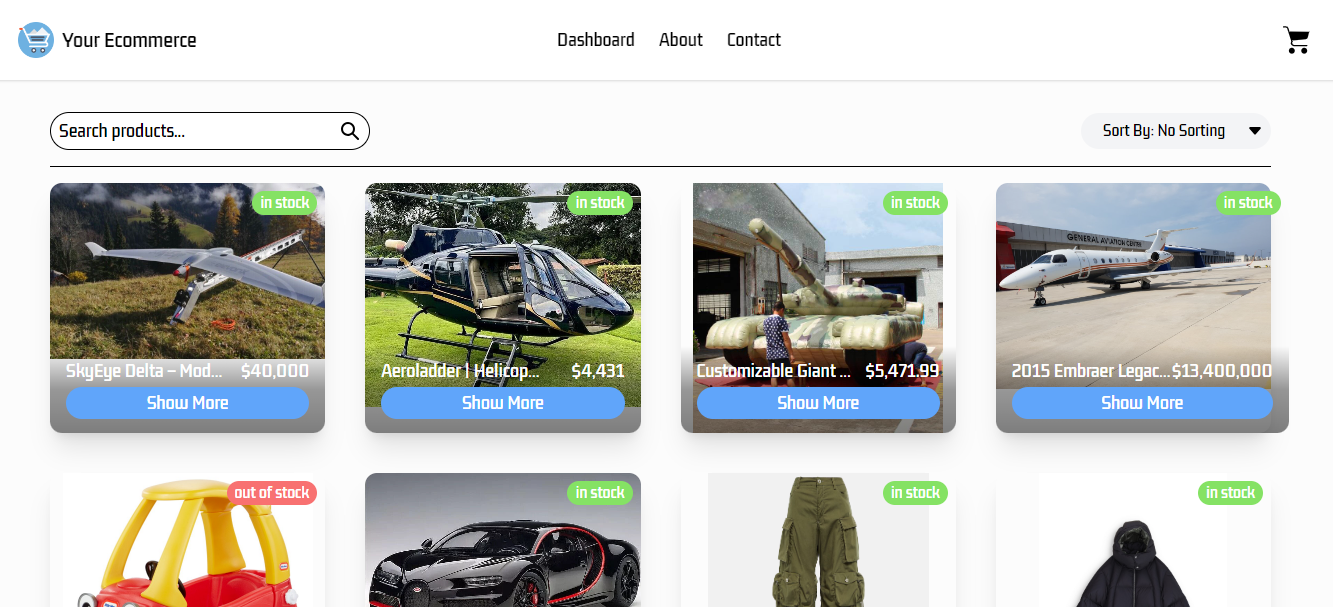 Your Ecommerce
Dashboard About Contact
Search products...
Sort By: No Sorting
in stock
in stock
in stock
in stock
GENERAL AVIATION CENTRE
SkyEye Delta – Mod... $40,000
Aeroladder | Helicop... $4,431
Customizable Giant ... $5,471.99
2015 Embraer Legac... $13,400,000
Show More
Show More
Show More
Show More
out of stock
in stock
in stock
in stock